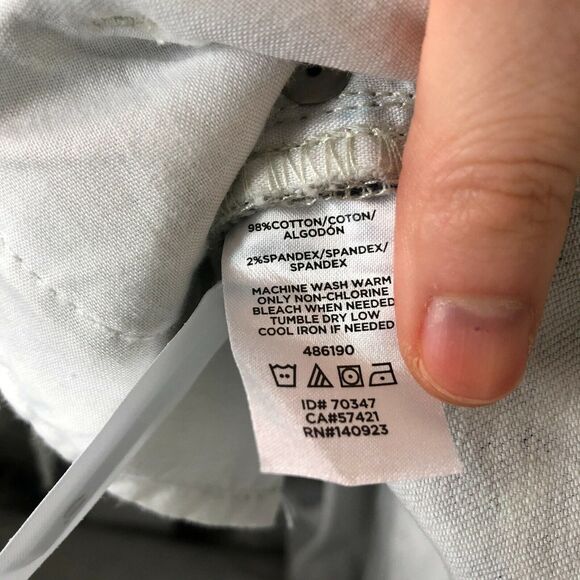 98%COTTON/COTON/
ALGODÓN
2%SPANDEX/SPANDEX/
SPANDEX
MACHINE WASH WARM
ONLY NON-CHLORINE
BLEACH WHEN NEEDED
TUMBLE DRY LOW
COOL IRON IF NEEDED
486190
ID# 70347
CA#57421
RN#140923